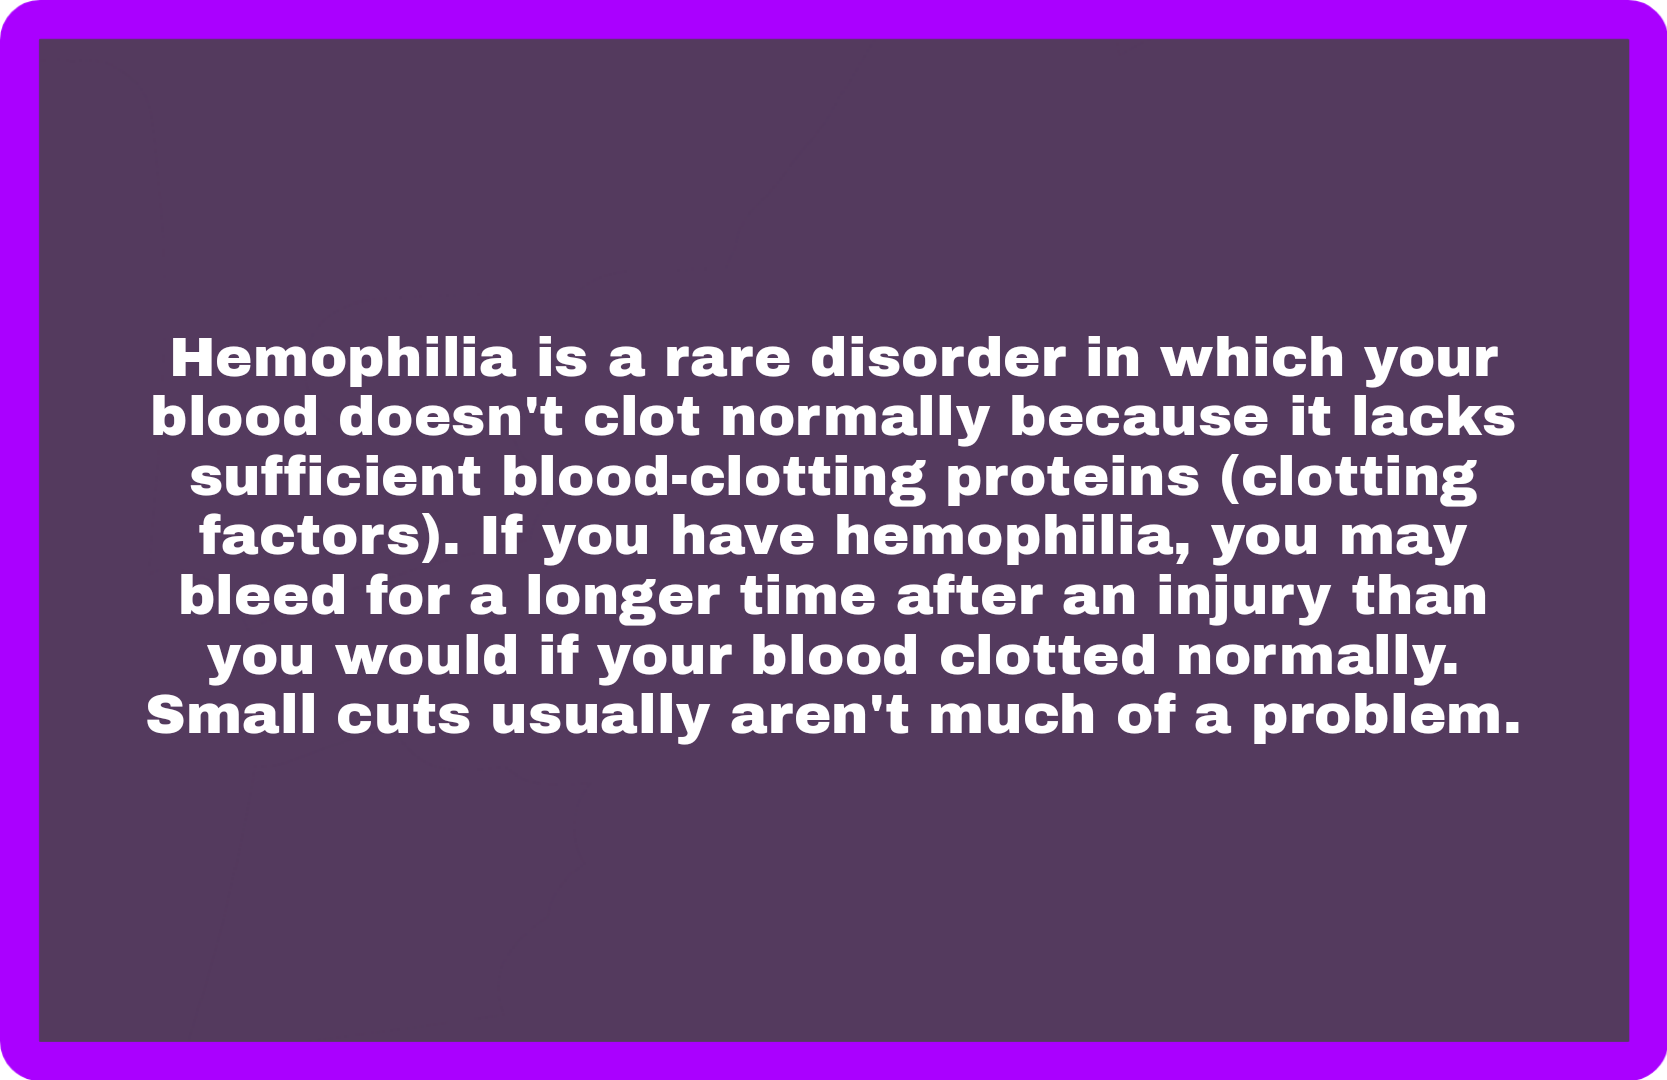 Hemophilia is a rare disorder in which your
blood doesn't clot normally because it lacks
sufficient blood-clotting proteins (clotting
factors). If you have hemophilia, you may
bleed for a longer time after an injury than
you would if your blood clotted normally.
Small cuts usually aren't much of a problem.